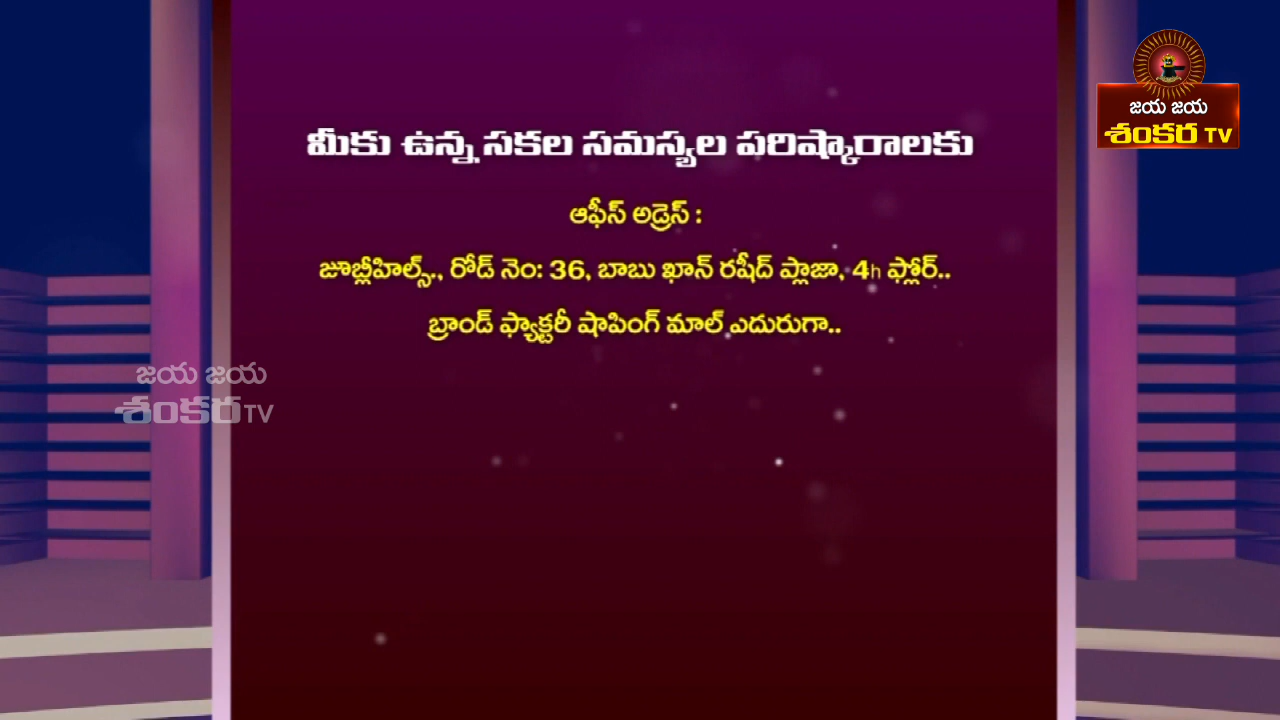 జయ జయ
శంకర TV
మీకు ఉన్న సకల సమస్యల పరిష్కారాలకు
ఆఫీస్ అడ్రెస్ :
జూబ్లీహిల్స్., రోడ్ నెం: 36, బాబు ఖాన్ రషీద్ ప్లాజా, 4h ఫ్లోర్..
బ్రాండ్ ఫ్యాక్టరీ షాపింగ్ మాల్ ఎదురుగా..
జయ జయ
శంకర TV